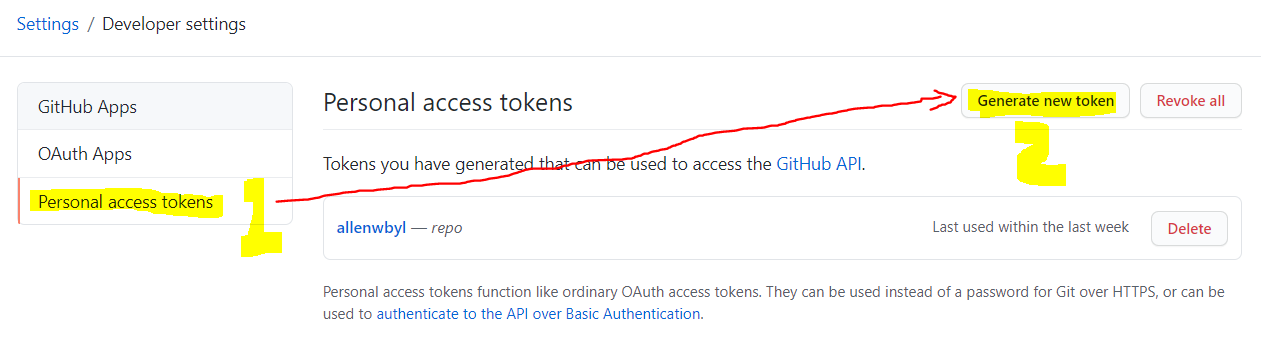 Settings / Developer settings
GitHub Apps
OAuth Apps
Personal access tokens
1
Personal access tokens
Generate new token
Revoke all
2
Tokens you have generated that can be used to access the GitHub API.
allenwbyl — repo
Last used within the last week
Delete
Personal access tokens function like ordinary OAuth access tokens. They can be used instead of a password for Git over HTTPS, or can be
used to authenticate to the API over Basic Authentication.